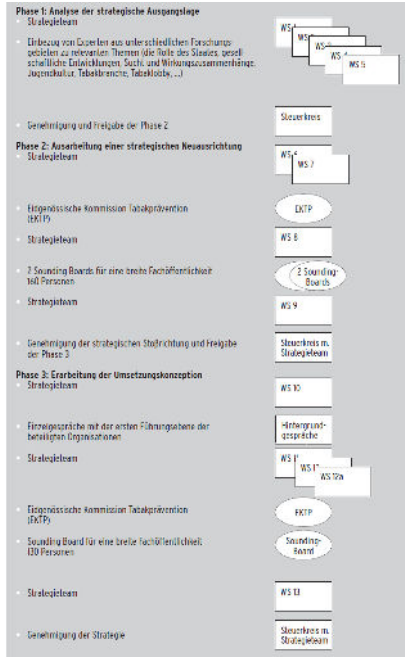 Phase 1: Analyse der strategische Ausgangslage
Strategieteam
WS 5
Einbezug von Experten aus unterschiedlichen Forschungs-
gebieten zu relevanten Themen (die Rolle des Staates, gesell
schaftliche Entwicklungen, Sucht und Wirkungszusammenhänge,
Jugendkultur, Tabakbranche, Tabaklobby, ...)
Genehmigung und Freigabe der Phase 2
Steuerkreis
Phase 2: Ausarbeitung einer strategischen Neuausrichtung
Strategieteam
WS 7
Eidgenössische Kommission Tabakprävention
(EKTP)
EKTP
Strategieteam
WS 8
2 Sounding Boards für eine breite Fachöffentlichkeit
160 Personen
2 Sounding-
Boards
Strategieteam
WS 9
Genehmigung der strategischen Stoßrichtung und Freigabe
der Phase 3
Steuerkreis m.
Strategieteam
Phase 3: Erarbeitung der Umsetzungskonzeption
Strategieteam
WS 10
Einzelgespräche mit der ersten Führungsebene der
beteiligten Organisationen
Hintergrund-
gespräche
Strategieteam
WS 12a
Eidgenössische Kommission Tabakprävention
(EKTP)
EKTP
Sounding Board für eine breite Fachöffentlichkeit
130 Personen
Sounding-
Board
Strategieteam
WS 13
Genehmigung der Strategie
Steuerkreis m.
Strategieteam